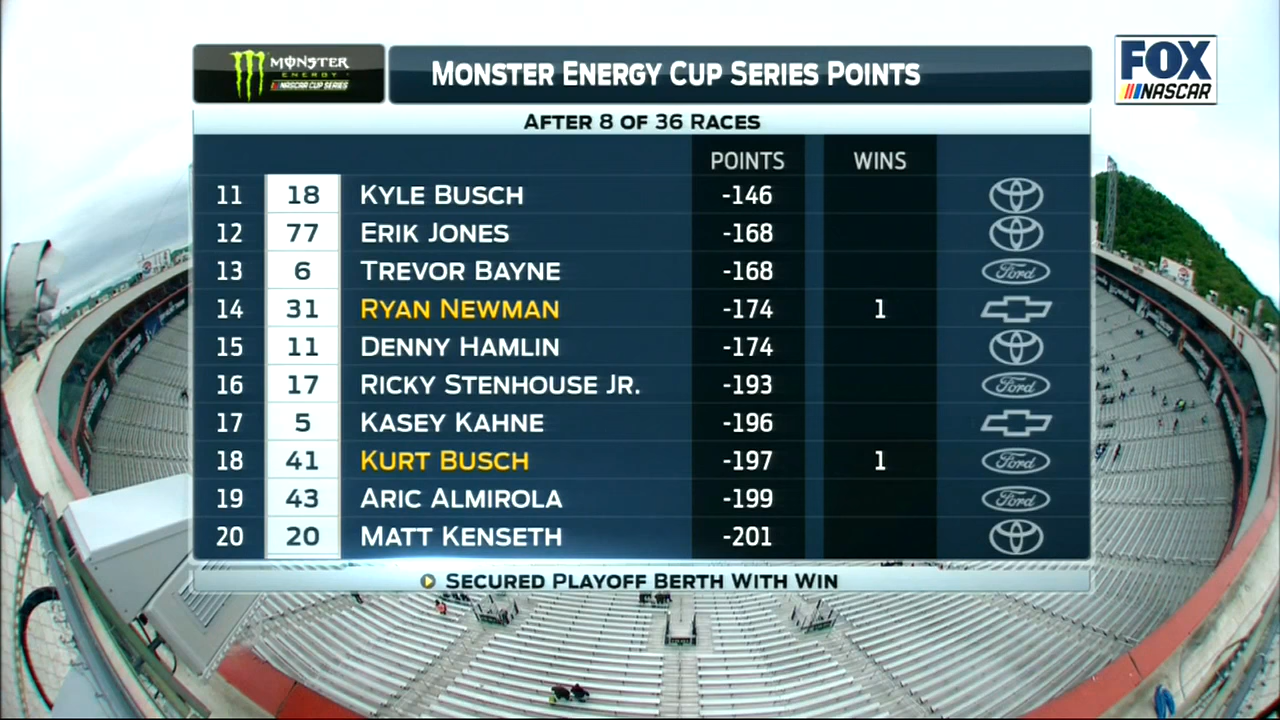 MONSTER
ENERGY
NASCAR CUP SERIES
MONSTER ENERGY CUP SERIES POINTS
FOX
NASCAR
AFTER 8 OF 36 RACES
POINTS WINS
11 18 KYLE BUSCH -146
12 77 ERIK JONES -168
13 6 TREVOR BAYNE -168 Ford
14 31 RYAN NEWMAN -174 1
15 11 DENNY HAMLIN -174
16 17 RICKY STENHOUSE JR. -193 Ford
17 5 KASEY KAHNE -196
18 41 KURT BUSCH -197 1 Ford
19 43 ARIC ALMIROLA -199 Ford
20 20 MATT KENSETH -201
SECURED PLAYOFF BERTH WITH WIN